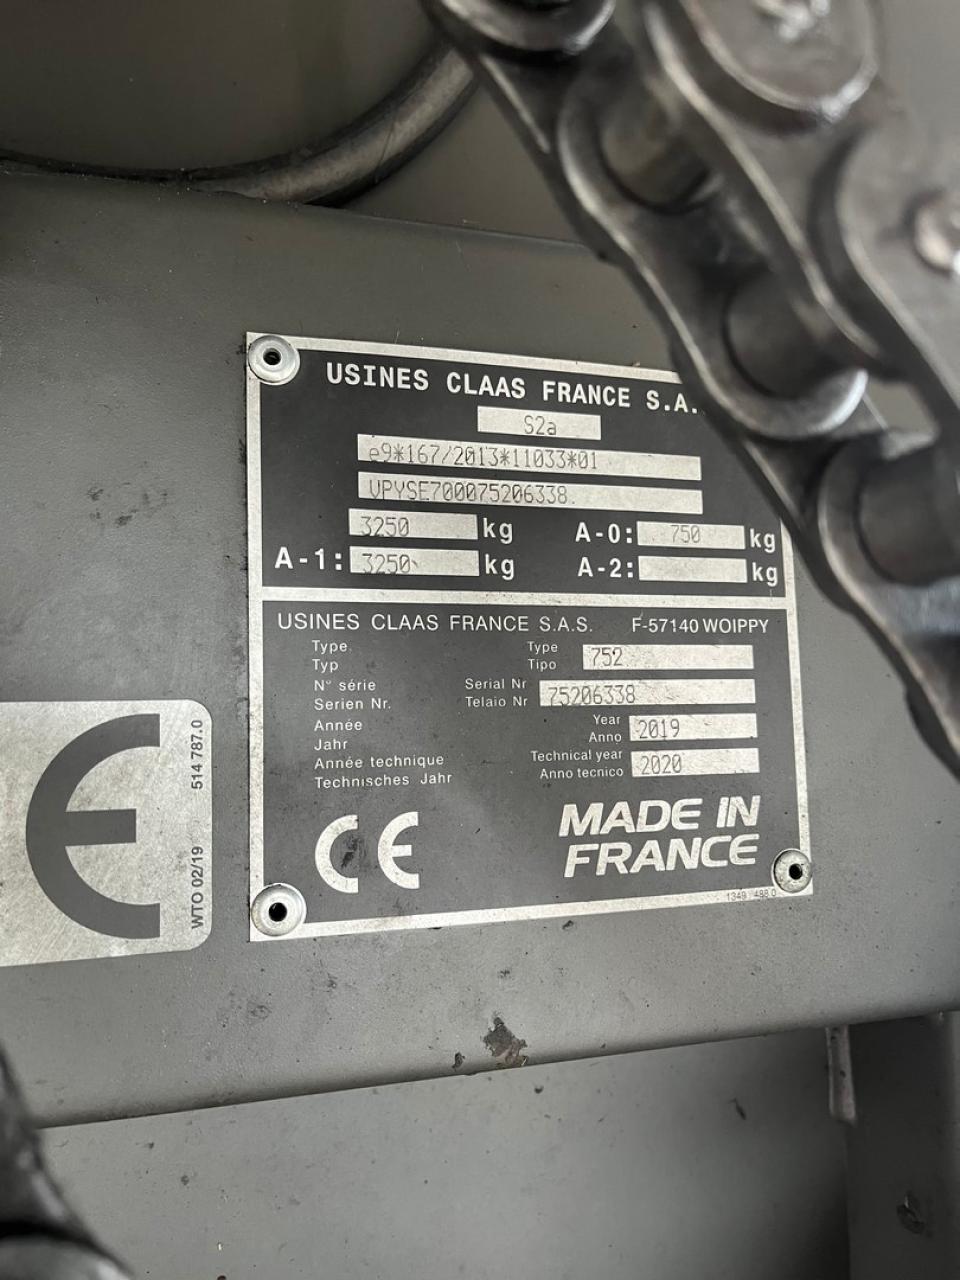 USINES CLAAS FRANCE S.A.
S2a
e9*167/2013*11033*01
VPYSE700075206338.
3250 kg A-0: 750 kg
A-1: 3250 kg A-2: kg
USINES CLAAS FRANCE S.A.S. F-57140 WOIPPY
Type Type
Typ Tipo 752
N° série Serial Nr
Serien Nr. Telaio Nr 75206338
Année Year
Jahr Anno 2019
Année technique Technical year
Technisches Jahr Anno tecnico 2020
CE MADE IN
FRANCE
1349 488.0
E
WTO 02/19 514 787.0